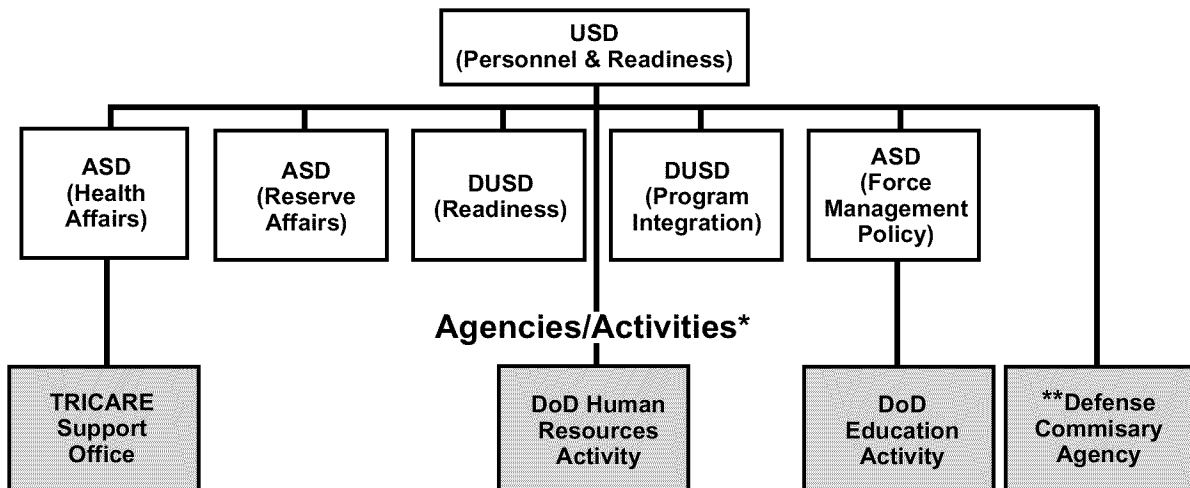 USD
(Personnel & Readiness)
ASD
(Health
Affairs)
ASD
(Reserve
Affairs)
DUSD
(Readiness)
DUSD
(Program
Integration)
ASD
(Force
Management
Policy)
Agencies/Activities*
TRICARE
Support
Office
DoD Human
Resources
Activity
DoD
Education
Activity
**Defense
Commisary
Agency